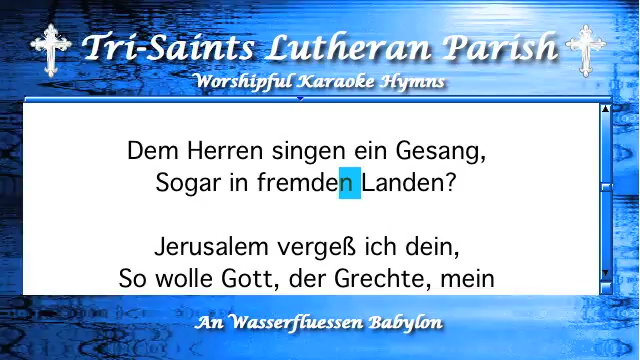 Tri-Saints Lutheran Parish
Worshipful Karaoke Hymns
Dem Herren singen ein Gesang,
Sogar in fremden Landen?
Jerusalem vergeß ich dein,
So wolle Gott, der Grechte, mein
An Wasserfluessen Babylon